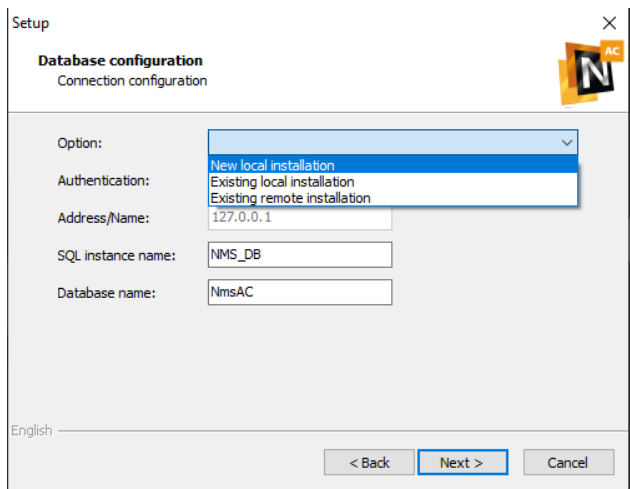 Setup
Database configuration
Connection configuration
AC
N
Option:
New local installation
Existing local installation
Authentication:
Existing remote installation
Address/Name:
127.0.0.1
SQL instance name:
NMS_DB
Database name:
NmsAC
English
< Back
Next >
Cancel